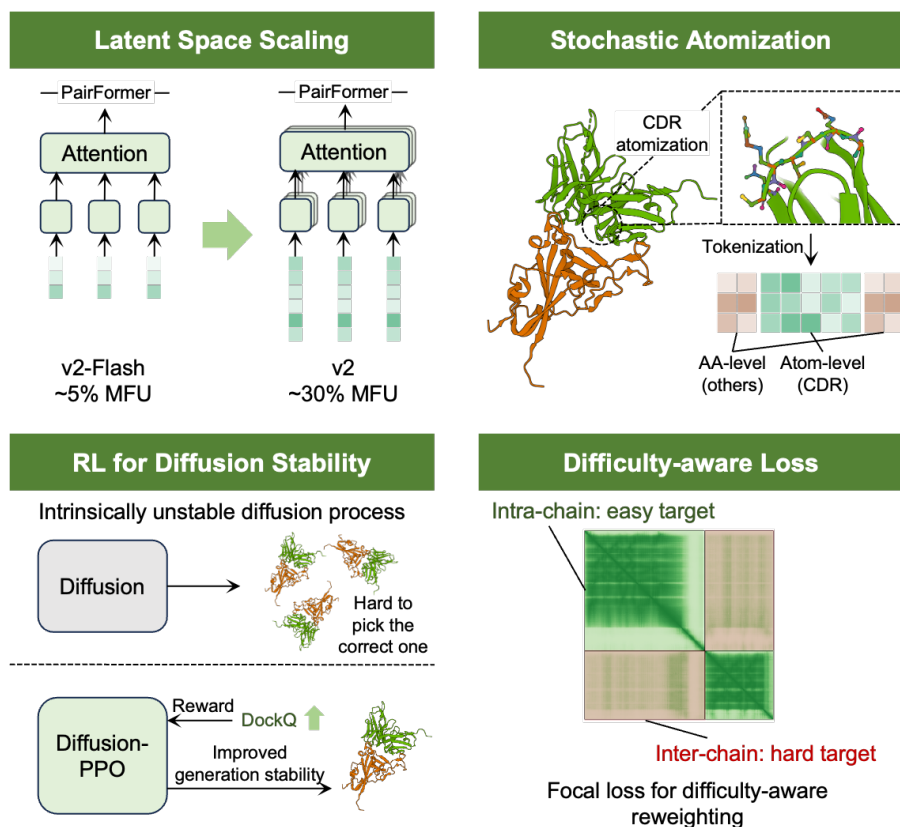 Latent Space Scaling
PairFormer
Attention
v2-Flash
~5% MFU
PairFormer
Attention
v2
~30% MFU
Stochastic Atomization
CDR
atomization
Tokenization
AA-level
(others)
Atom-level
(CDR)
RL for Diffusion Stability
Intrinsically unstable diffusion process
Diffusion
Hard to
pick the
correct one
Diffusion-
PPO
Reward
DockQ
Improved
generation stability
Difficulty-aware Loss
Intra-chain: easy target
Inter-chain: hard target
Focal loss for difficulty-aware
reweighting